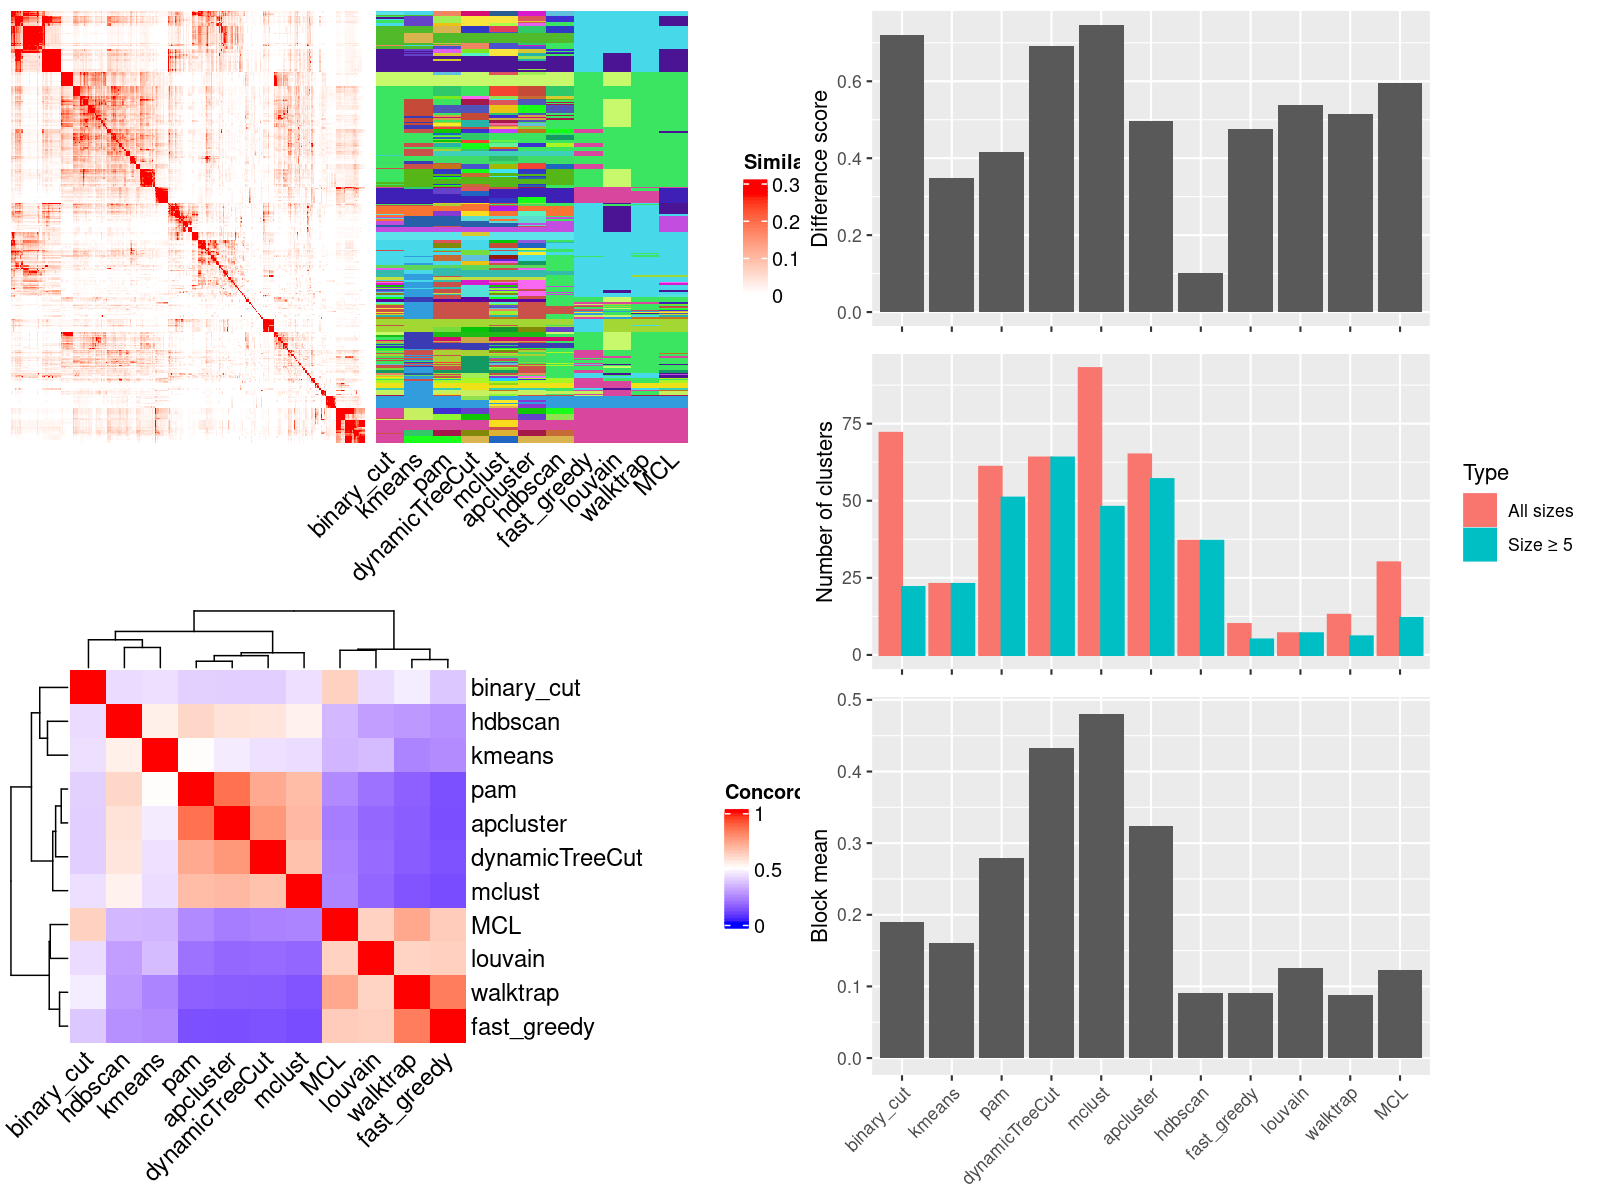 Simila
0.3
0.2
0.1
0
binary_cut
kmeans
pam
dynamicTreeCut
mclust
apcluster
hdbscan
fast_greedy
louvain
walktrap
MCL
Difference score
0.6
0.4
0.2
0.0
Number of clusters
75
50
25
0
Type
All sizes
Size ≥ 5
binary_cut
hdbscan
kmeans
pam
apcluster
dynamicTreeCut
mclust
MCL
louvain
walktrap
fast_greedy
binary_cut
hdbscan
kmeans
pam
apcluster
dynamicTreeCut
mclust
MCL
louvain
walktrap
fast_greedy
Concord
1
0.5
0
Block mean
0.5
0.4
0.3
0.2
0.1
0.0
binary_cut
kmeans
pam
dynamicTreeCut
mclust
apcluster
hdbscan
fast_greedy
louvain
walktrap
MCL